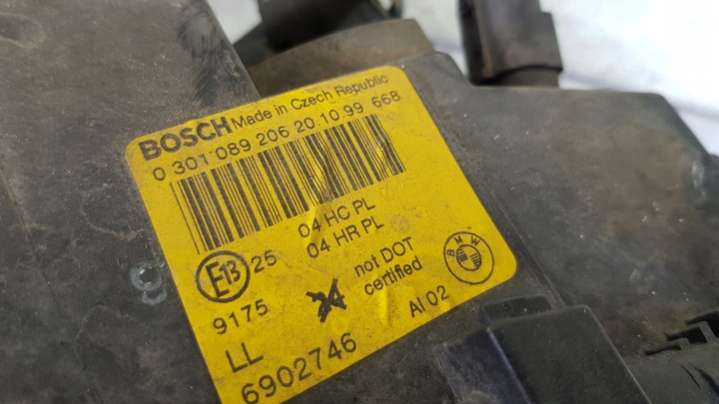 BOSCH Made in Czech Republic
0 301 089 206 20.10.99 668
04 HC PL
04 HR PL
E13 25
not DOT
certified
BMW
9175
LL
AI 02
6902746